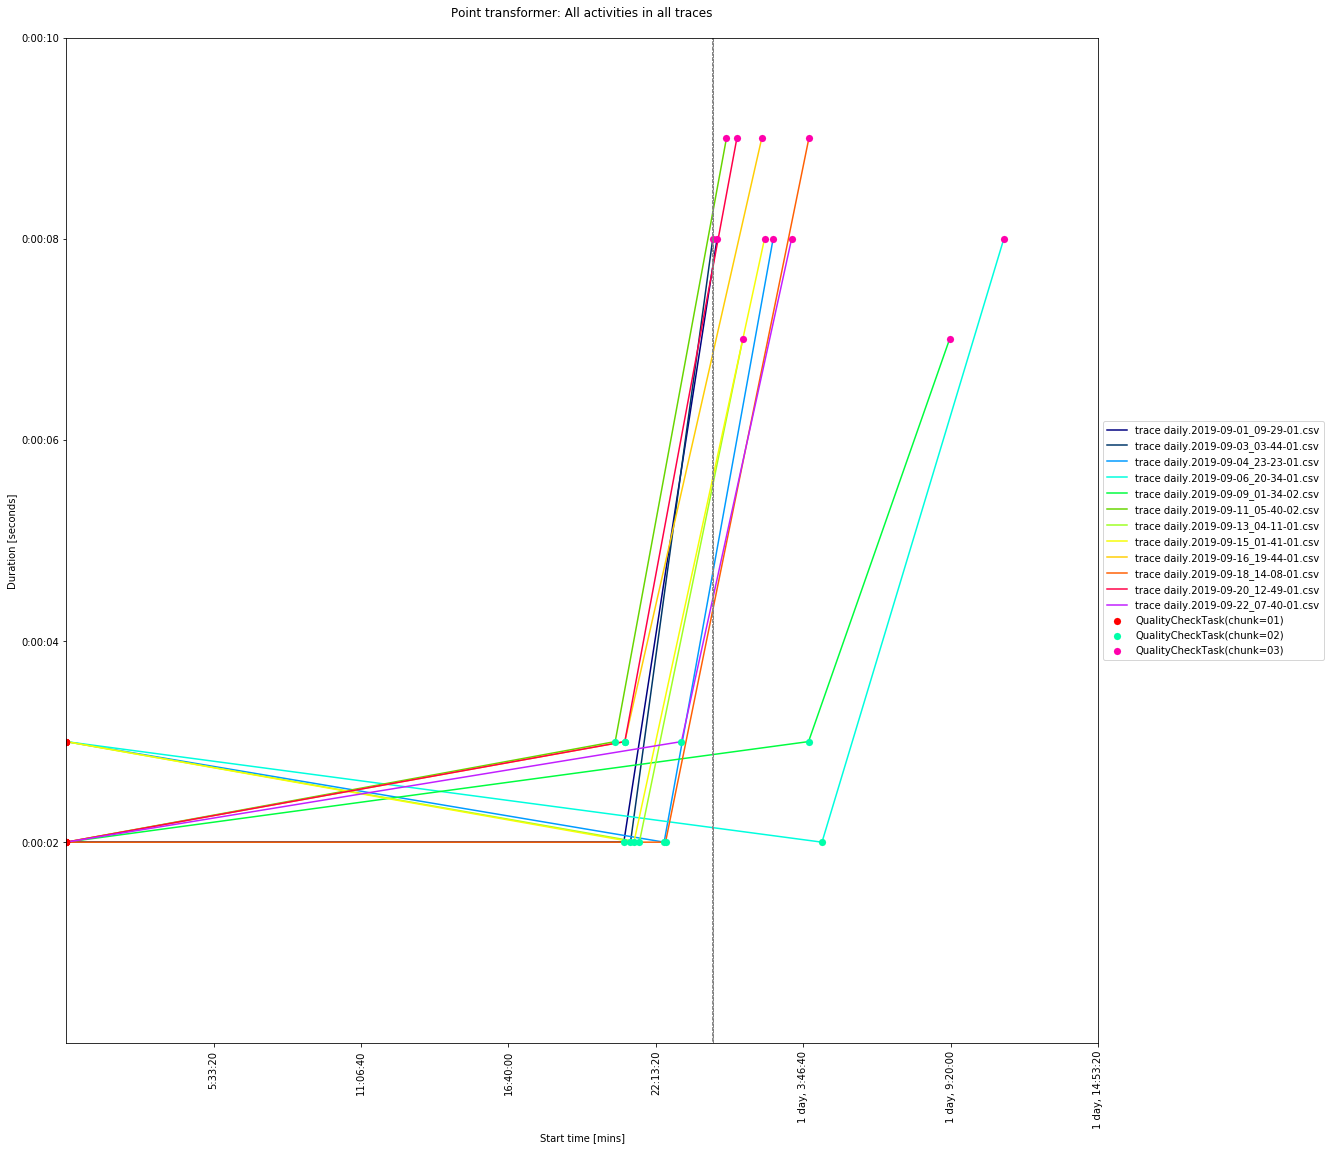 Point transformer: All activities in all traces
0:00:10
0:00:08
0:00:06
0:00:04
0:00:02
Duration [seconds]
5:33:20
11:06:40
16:40:00
22:13:20
1 day, 3:46:40
1 day, 9:20:00
1 day, 14:53:20
Start time [mins]
trace daily.2019-09-01_09-29-01.csv
trace daily.2019-09-03_03-44-01.csv
trace daily.2019-09-04_23-23-01.csv
trace daily.2019-09-06_20-34-01.csv
trace daily.2019-09-09_01-34-02.csv
trace daily.2019-09-11_05-40-02.csv
trace daily.2019-09-13_04-11-01.csv
trace daily.2019-09-15_01-41-01.csv
trace daily.2019-09-16_19-44-01.csv
trace daily.2019-09-18_14-08-01.csv
trace daily.2019-09-20_12-49-01.csv
trace daily.2019-09-22_07-40-01.csv
QualityCheckTask(chunk=01)
QualityCheckTask(chunk=02)
QualityCheckTask(chunk=03)